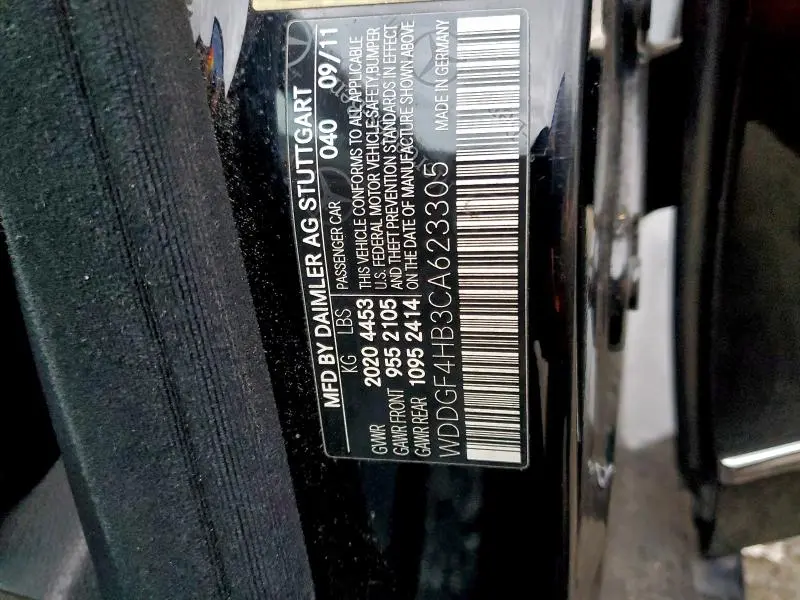 MFD BY DAIMLER AG STUTTGART 040 09/11
KG LBS PASSENGER CAR
GVWR 2020 4453 THIS VEHICLE CONFORMS TO ALL APPLICABLE
U.S. FEDERAL MOTOR VEHICLE SAFETY, BUMPER
GAWR FRONT 955 2105 AND THEFT PREVENTION STANDARDS IN EFFECT
GAWR REAR 1095 2414 ON THE DATE OF MANUFACTURE SHOWN ABOVE
WDDGF4HB3CA623305 MADE IN GERMANY